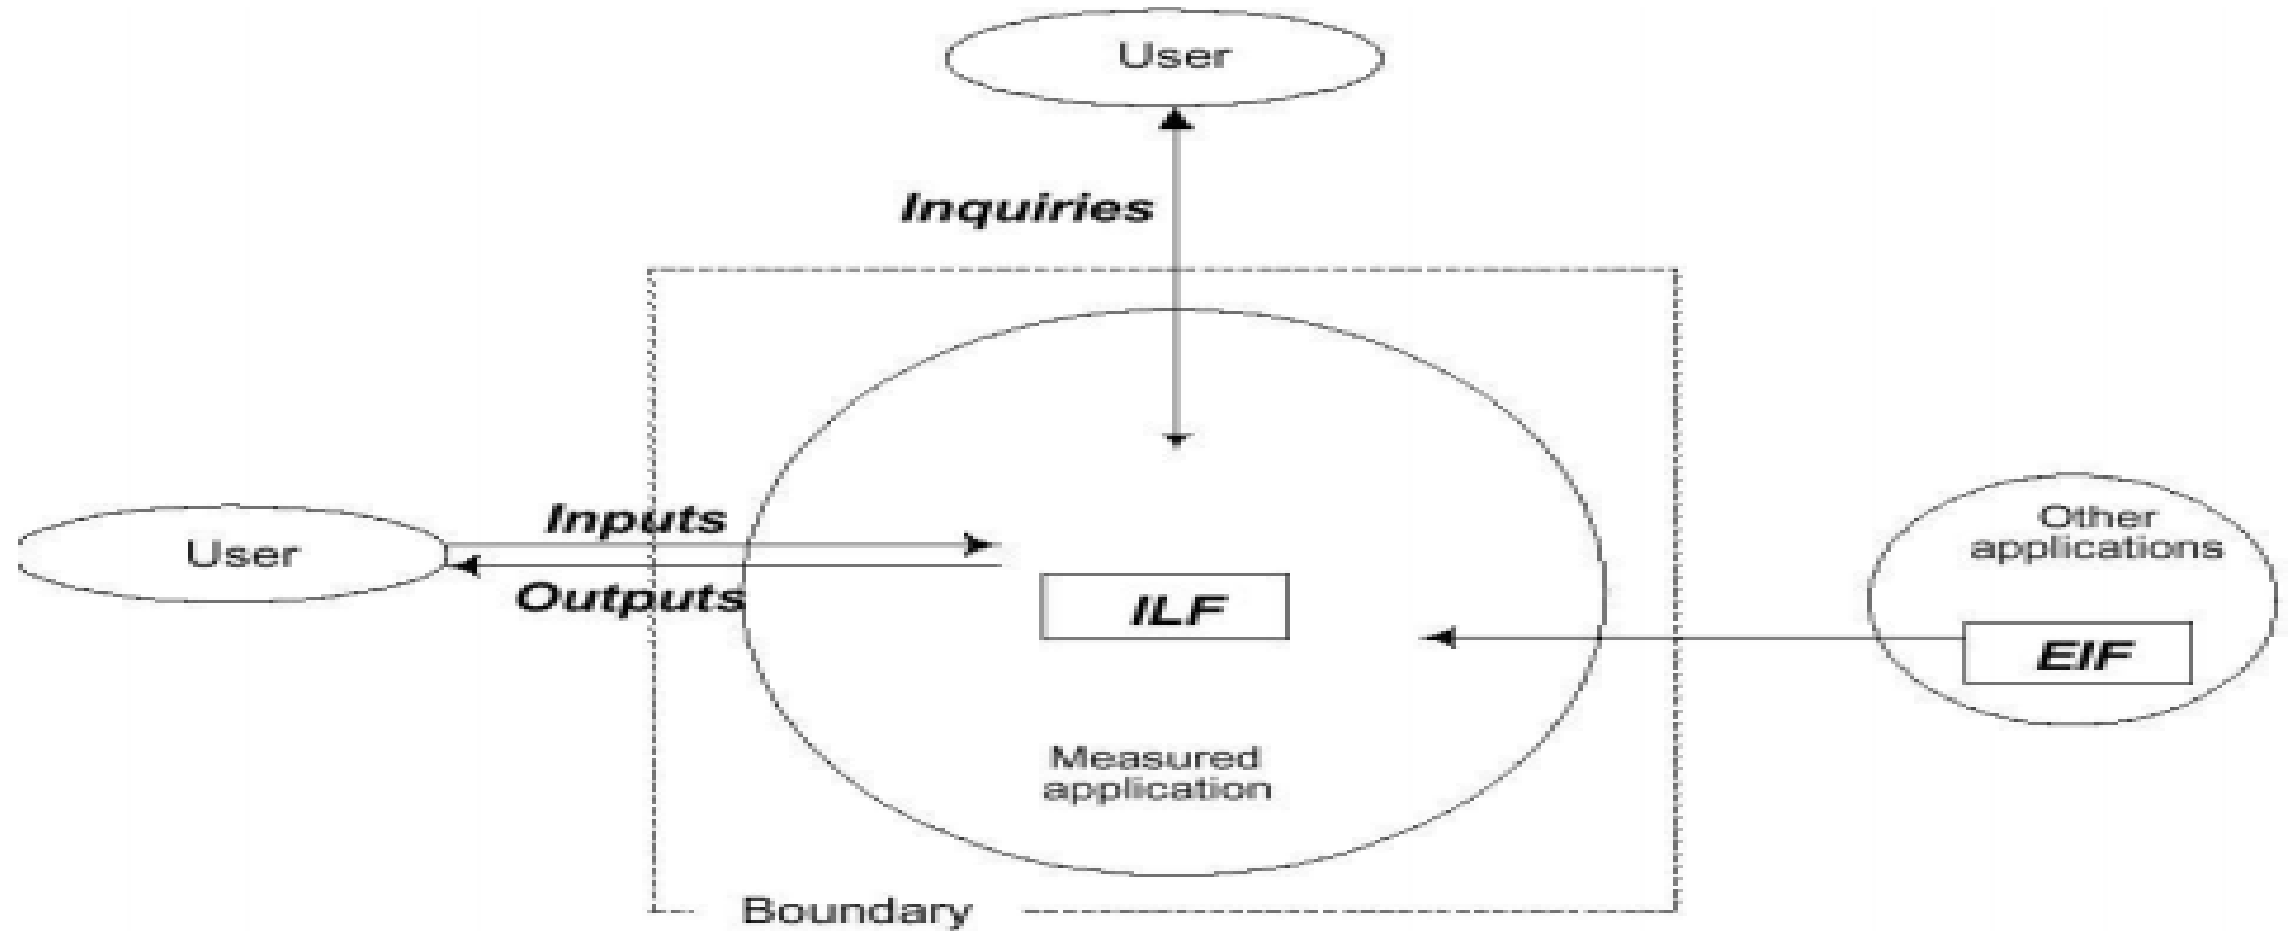 User
Inquiries
Inputs
User
Outputs
ILF
Other
applications
EIF
Measured
application
Boundary